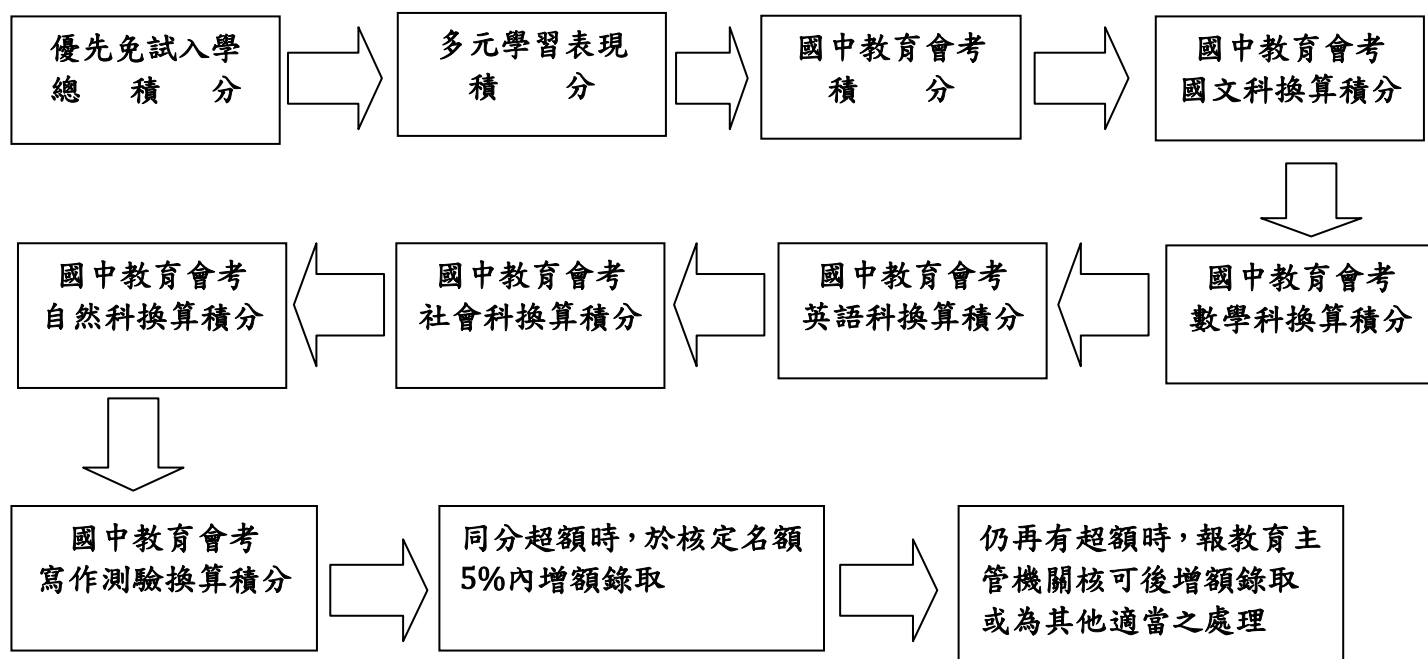 優先免試入學
總積分
多元學習表現
積分
國中教育會考
積分
國中教育會考
國文科換算積分
國中教育會考
數學科換算積分
國中教育會考
英語科換算積分
國中教育會考
社會科換算積分
國中教育會考
自然科換算積分
國中教育會考
寫作測驗換算積分
同分超額時，於核定名額
5%內增額錄取
仍再有超額時，報教育主
管機關核可後增額錄取
或為其他適當之處理